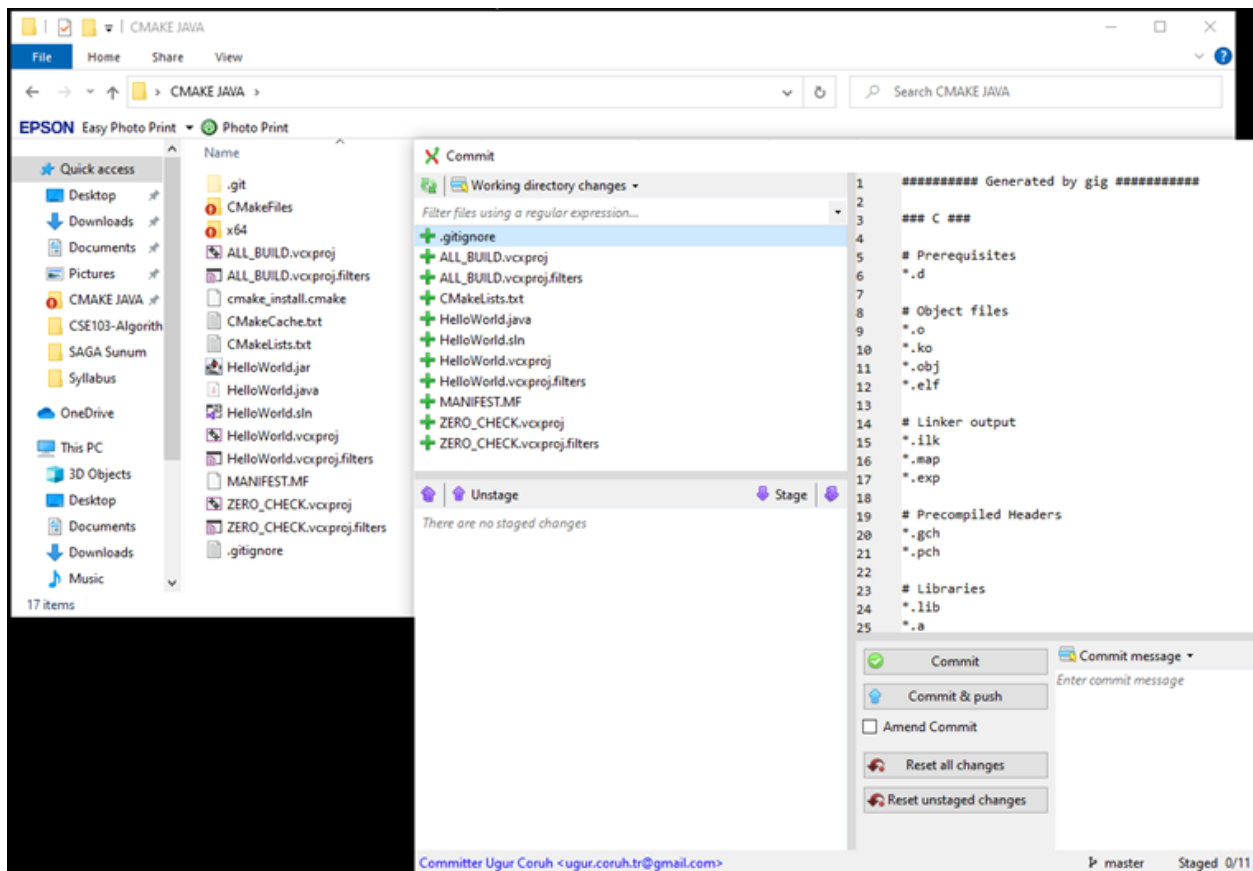 CMAKE JAVA
File Home Share View
CMAKE JAVA
Search CMAKE JAVA
EPSON Easy Photo Print Photo Print
Quick access
Desktop
Downloads
Documents
Pictures
CMAKE JAVA
CSE103-Algorith
SAGA Sunum
Syllabus
OneDrive
This PC
3D Objects
Desktop
Documents
Downloads
Music
17 items
Name
.git
CMakeFiles
x64
ALL_BUILD.vcxproj
ALL_BUILD.vcxproj.filters
cmake_install.cmake
CMakeCache.txt
CMakeLists.txt
HelloWorld.jar
HelloWorld.java
HelloWorld.sln
HelloWorld.vcxproj
HelloWorld.vcxproj.filters
MANIFEST.MF
ZERO_CHECK.vcxproj
ZERO_CHECK.vcxproj.filters
.gitignore
Commit
Working directory changes
Filter files using a regular expression...
.gitignore
ALL_BUILD.vcxproj
ALL_BUILD.vcxproj.filters
CMakeLists.txt
HelloWorld.java
HelloWorld.sln
HelloWorld.vcxproj
HelloWorld.vcxproj.filters
MANIFEST.MF
ZERO_CHECK.vcxproj
ZERO_CHECK.vcxproj.filters
Unstage Stage
There are no staged changes
1 ########## Generated by gig ###########
2
3 ### C ###
4
5 # Prerequisites
6 *.d
7
8 # Object files
9 *.o
10 *.ko
11 *.obj
12 *.elf
13
14 # Linker output
15 *.ilk
16 *.map
17 *.exp
18
19 # Precompiled Headers
20 *.gch
21 *.pch
22
23 # Libraries
24 *.lib
25 *.a
Commit
Commit & push
Amend Commit
Reset all changes
Reset unstaged changes
Commit message
Enter commit message
Committer Ugur Coruh <ugur.coruh.tr@gmail.com> master Staged 0/11